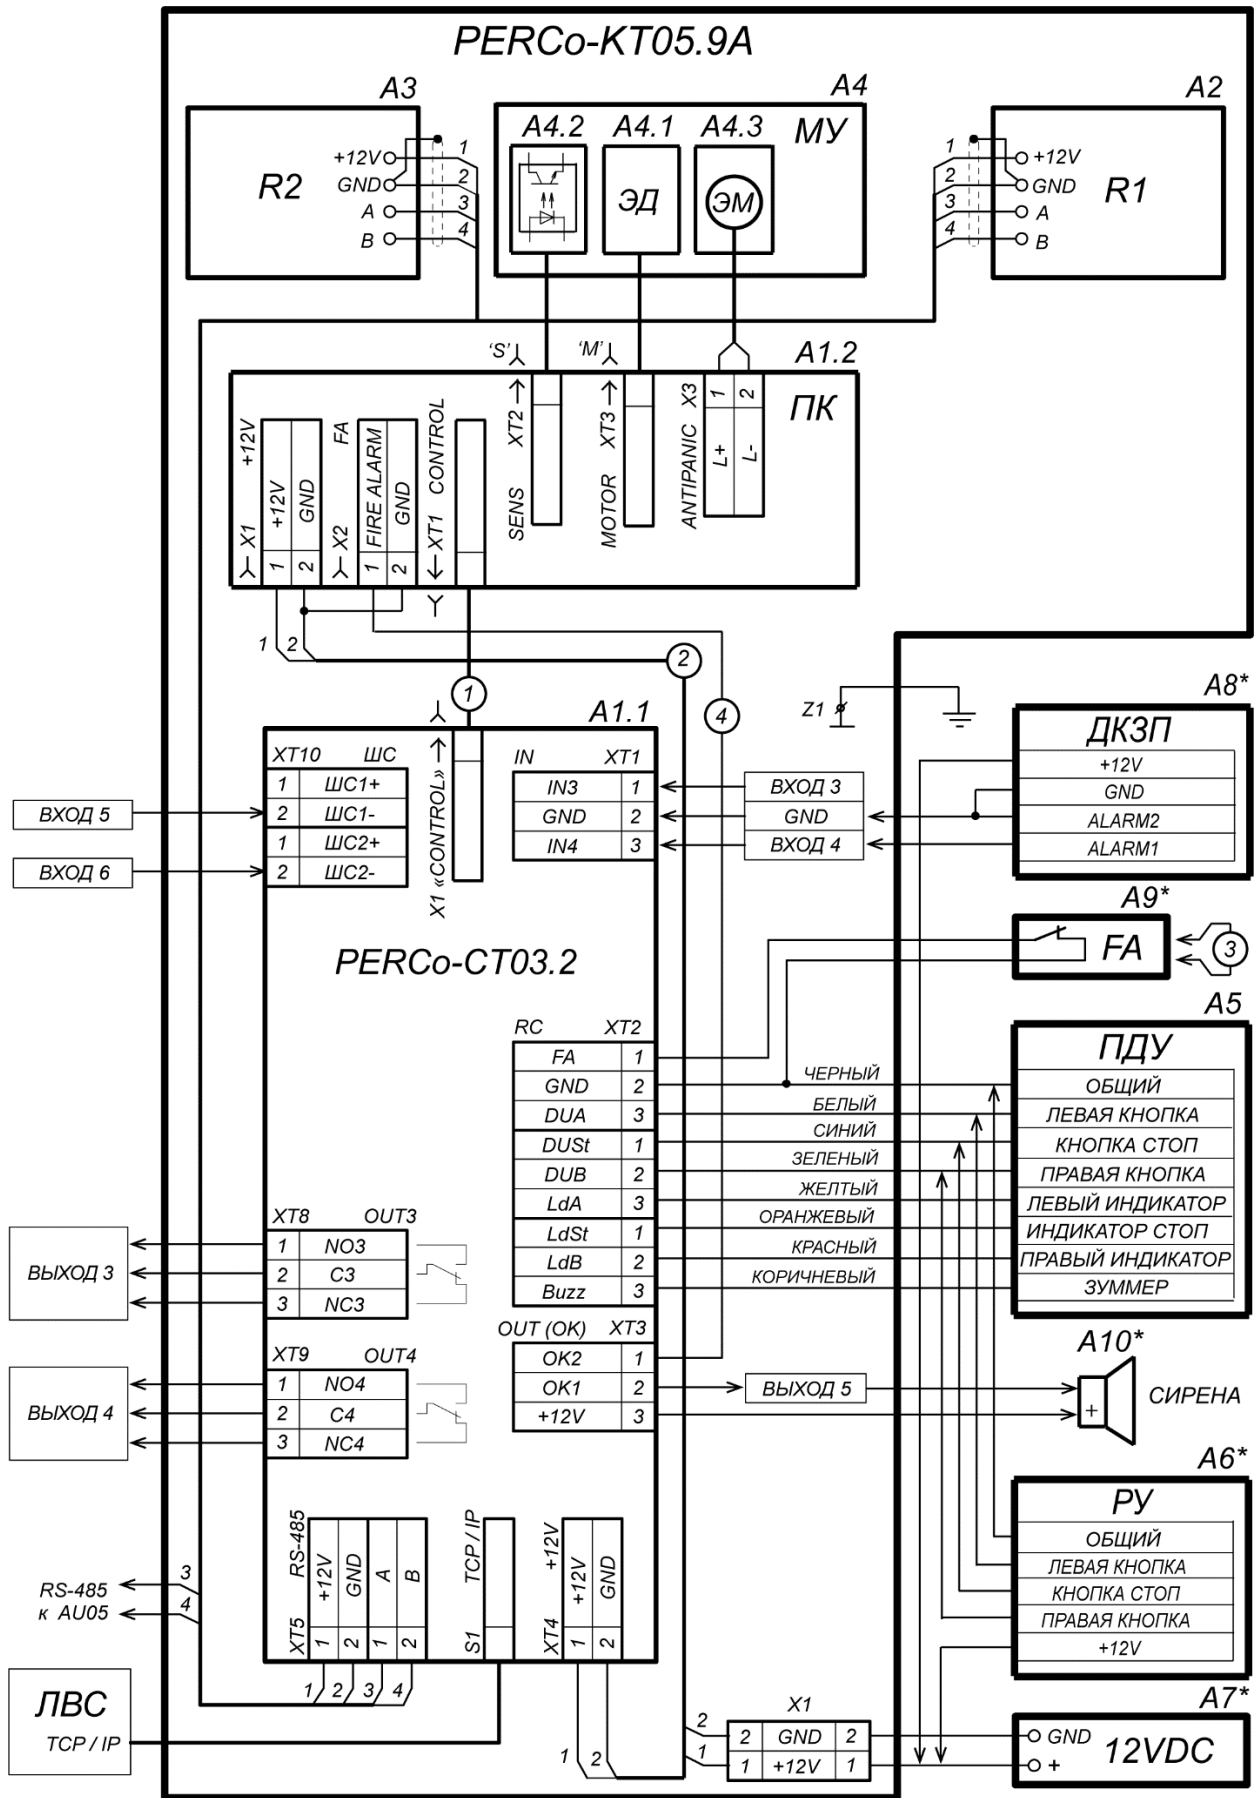 PERCo-KT05.9A
A3
R2
+12V
GND
A
B
1
2
3
4
A4
МУ
A4.2
A4.1
A4.3
ЭД
ЭМ
A2
R1
1
2
3
4
+12V
GND
A
B
A1.2
ПК
X1 +12V
+12V
GND
1
2
X2 FA
FIRE ALARM
GND
1
2
XT1 CONTROL
'S'
SENS XT2
'M'
MOTOR XT3
ANTIPANIC X3
1
2
L+
L-
1
2
2
1
4
Z1
A1.1
PERCo-CT03.2
XT10 ШС
1 ШС1+
2 ШС1-
1 ШС2+
2 ШС2-
X1 «CONTROL»
ВХОД 5
ВХОД 6
IN XT1
IN3 1
GND 2
IN4 3
ВХОД 3
GND
ВХОД 4
A8*
ДКЗП
+12V
GND
ALARM2
ALARM1
A9*
FA
3
RC XT2
FA 1
GND 2
DUA 3
DUSt 1
DUB 2
LdA 3
LdSt 1
LdB 2
Buzz 3
ЧЕРНЫЙ
БЕЛЫЙ
СИНИЙ
ЗЕЛЕНЫЙ
ЖЕЛТЫЙ
ОРАНЖЕВЫЙ
КРАСНЫЙ
КОРИЧНЕВЫЙ
A5
ПДУ
ОБЩИЙ
ЛЕВАЯ КНОПКА
КНОПКА СТОП
ПРАВАЯ КНОПКА
ЛЕВЫЙ ИНДИКАТОР
ИНДИКАТОР СТОП
ПРАВЫЙ ИНДИКАТОР
ЗУММЕР
XT8 OUT3
1 NO3
2 C3
3 NC3
ВЫХОД 3
XT9 OUT4
1 NO4
2 C4
3 NC4
ВЫХОД 4
OUT (OK) XT3
OK2 1
OK1 2
+12V 3
ВЫХОД 5
A10*
+
СИРЕНА
A6*
РУ
ОБЩИЙ
ЛЕВАЯ КНОПКА
КНОПКА СТОП
ПРАВАЯ КНОПКА
+12V
XT5 RS-485
+12V
GND
A
B
1
2
1
2
S1 TCP / IP
XT4 +12V
+12V
GND
1
2
3
4
RS-485
к AU05
1
2
3
4
ЛВС
TCP / IP
1
2
2
1
X1
2 GND 2
1 +12V 1
A7*
GND
+
12VDC